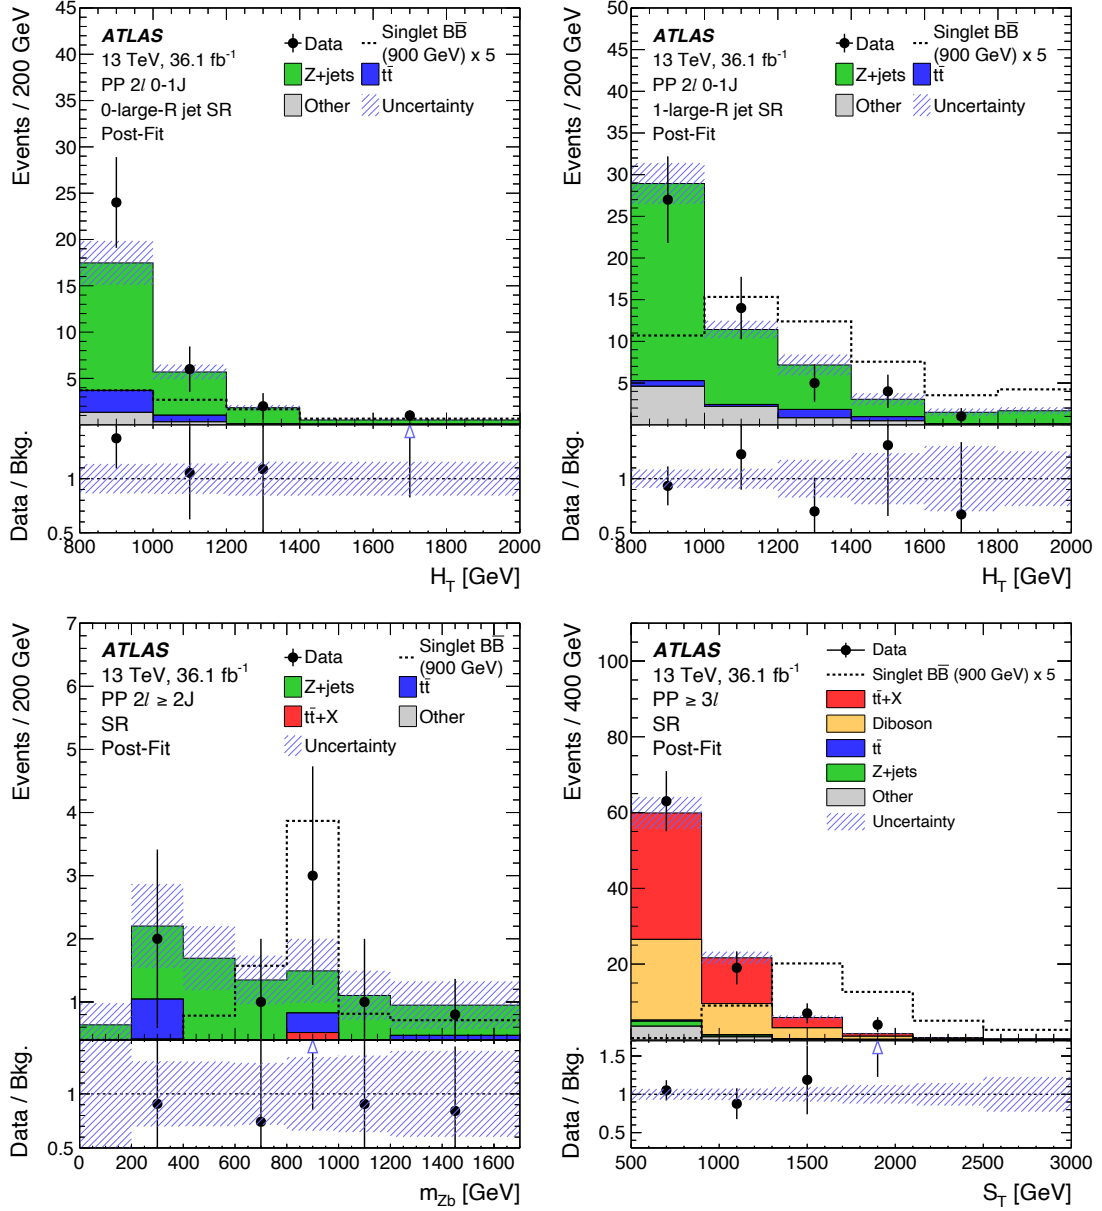 Events / 200 GeV
45
40
35
30
25
20
15
10
5
ATLAS
13 TeV, 36.1 fb⁻¹
PP 2l 0-1J
0-large-R jet SR
Post-Fit
Data
Singlet BB̅
(900 GeV) x 5
Z+jets
tt̅
Other
Uncertainty
Data / Bkg.
1
0.5
800 1000 1200 1400 1600 1800 2000
H_T [GeV]
Events / 200 GeV
50
45
40
35
30
25
20
15
10
5
ATLAS
13 TeV, 36.1 fb⁻¹
PP 2l 0-1J
1-large-R jet SR
Post-Fit
Data
Singlet BB̅
(900 GeV) x 5
Z+jets
tt̅
Other
Uncertainty
Data / Bkg.
1
0.5
800 1000 1200 1400 1600 1800 2000
H_T [GeV]
Events / 200 GeV
7
6
5
4
3
2
1
ATLAS
13 TeV, 36.1 fb⁻¹
PP 2l ≥ 2J
SR
Post-Fit
Data
Singlet BB̅
(900 GeV)
Z+jets
tt̅
tt̅+X
Other
Uncertainty
Data / Bkg.
1
0.5
0 200 400 600 800 1000 1200 1400 1600
m_Zb [GeV]
Events / 400 GeV
100
80
60
40
20
ATLAS
13 TeV, 36.1 fb⁻¹
PP ≥ 3l
SR
Post-Fit
Data
Singlet BB̅ (900 GeV) x 5
tt̅+X
Diboson
tt̅
Z+jets
Other
Uncertainty
Data / Bkg.
1.5
1
0.5
500 1000 1500 2000 2500 3000
S_T [GeV]